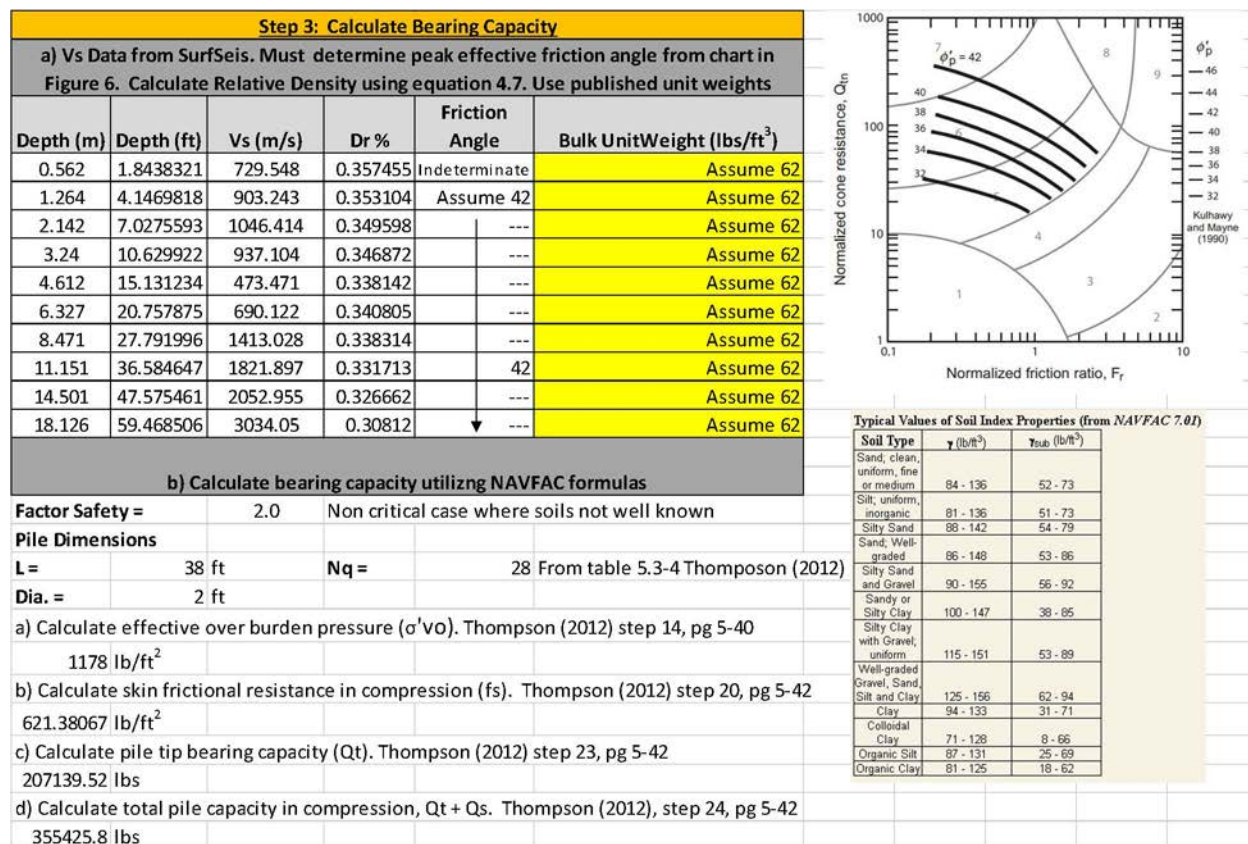 Step 3: Calculate Bearing Capacity
a) Vs Data from SurfSeis. Must determine peak effective friction angle from chart in
Figure 6. Calculate Relative Density using equation 4.7. Use published unit weights
Depth (m) Depth (ft) Vs (m/s) Dr % Friction Angle Bulk UnitWeight (lbs/ft³)
0.562 1.8438321 729.548 0.357455 Indeterminate Assume 62
1.264 4.1469818 903.243 0.353104 Assume 42 Assume 62
2.142 7.0275593 1046.414 0.349598 --- Assume 62
3.24 10.629922 937.104 0.346872 --- Assume 62
4.612 15.131234 473.471 0.338142 --- Assume 62
6.327 20.757875 690.122 0.340805 --- Assume 62
8.471 27.791996 1413.028 0.338314 --- Assume 62
11.151 36.584647 1821.897 0.331713 42 Assume 62
14.501 47.575461 2052.955 0.326662 --- Assume 62
18.126 59.468506 3034.05 0.30812 --- Assume 62
b) Calculate bearing capacity utilizng NAVFAC formulas
Factor Safety = 2.0 Non critical case where soils not well known
Pile Dimensions
L = 38 ft Nq = 28 From table 5.3-4 Thomposon (2012)
Dia. = 2 ft
a) Calculate effective over burden pressure (σ'vo). Thompson (2012) step 14, pg 5-40
1178 lb/ft²
b) Calculate skin frictional resistance in compression (fs). Thompson (2012) step 20, pg 5-42
621.38067 lb/ft²
c) Calculate pile tip bearing capacity (Qt). Thompson (2012) step 23, pg 5-42
207139.52 lbs
d) Calculate total pile capacity in compression, Qt + Qs. Thompson (2012), step 24, pg 5-42
355425.8 lbs
Normalized cone resistance, Qtn
1000
100
10
1
0.1 1 10
Normalized friction ratio, Fr
7
8
9
6
5
4
3
1
2
ϕ'p = 42
40
38
36
34
32
ϕ'p
46
44
42
40
38
36
34
32
Kulhawy
and Mayne
(1990)
Typical Values of Soil Index Properties (from NAVFAC 7.01)
Soil Type γ (lb/ft³) γsub (lb/ft³)
Sand; clean,
uniform, fine
or medium 84 - 136 52 - 73
Silt; uniform,
inorganic 81 - 136 51 - 73
Silty Sand 88 - 142 54 - 79
Sand; Well-
graded 86 - 148 53 - 86
Silty Sand
and Gravel 90 - 155 56 - 92
Sandy or
Silty Clay 100 - 147 38 - 85
Silty Clay
with Gravel;
uniform 115 - 151 53 - 89
Well-graded
Gravel, Sand,
Silt and Clay 125 - 156 62 - 94
Clay 94 - 133 31 - 71
Colloidal
Clay 71 - 128 8 - 66
Organic Silt 87 - 131 25 - 69
Organic Clay 81 - 125 18 - 62